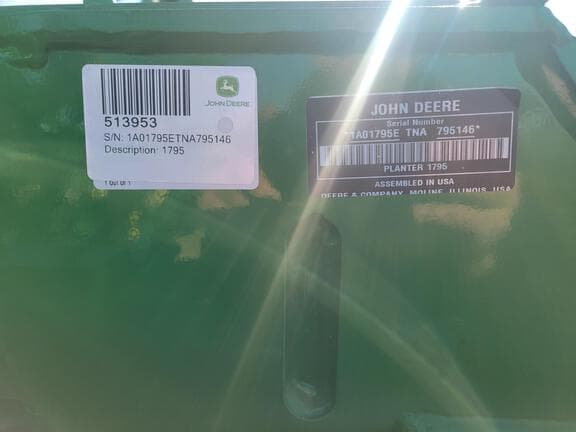 JOHN DEERE
513953
S/N: 1A01795ETNA795146
Description: 1795
1 OUT OF 1
JOHN DEERE
Serial Number
*1A01795E TNA 795146*
PLANTER 1795
ASSEMBLED IN USA
DEERE & COMPANY, MOLINE, ILLINOIS, USA